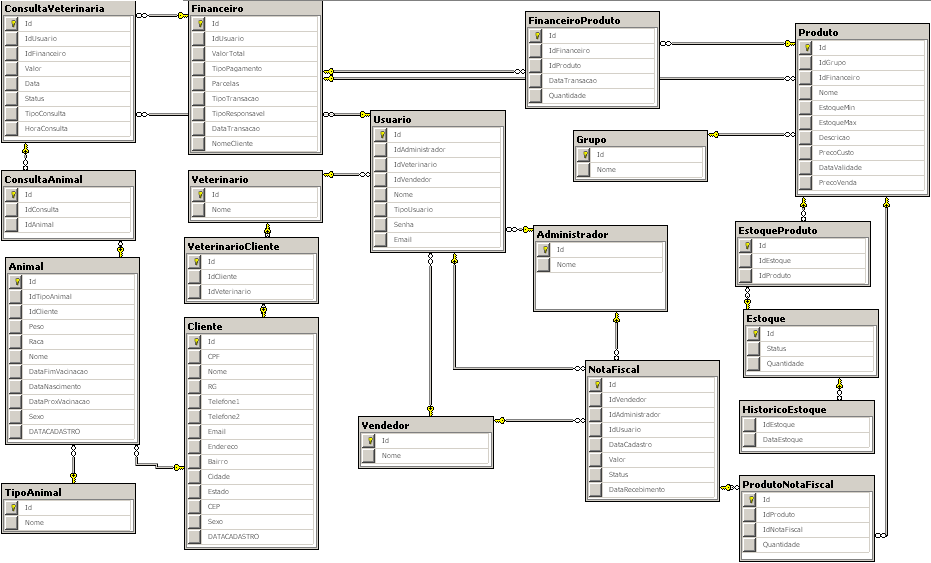 ConsultaVeterinaria
Id
IdUsuario
IdFinanceiro
Valor
Data
Status
TipoConsulta
HoraConsulta
Financeiro
Id
IdUsuario
ValorTotal
TipoPagamento
Parcelas
TipoTransacao
TipoResponsavel
DataTransacao
NomeCliente
FinanceiroProduto
Id
IdFinanceiro
IdProduto
DataTransacao
Quantidade
Produto
Id
IdGrupo
IdFinanceiro
Nome
EstoqueMin
EstoqueMax
Descricao
PrecoCusto
DataValidade
PrecoVenda
Usuario
Id
IdAdministrador
IdVeterinario
IdVendedor
Nome
TipoUsuario
Senha
Email
Grupo
Id
Nome
ConsultaAnimal
Id
IdConsulta
IdAnimal
Veterinario
Id
Nome
VeterinarioCliente
Id
IdCliente
IdVeterinario
Administrador
Id
Nome
EstoqueProduto
Id
IdEstoque
IdProduto
Animal
Id
IdTipoAnimal
IdCliente
Peso
Raca
Nome
DataFimVacinacao
DataNascimento
DataProxVacinacao
Sexo
DATACADASTRO
Cliente
Id
CPF
Nome
RG
Telefone1
Telefone2
Email
Endereco
Bairro
Cidade
Estado
CEP
Sexo
DATACADASTRO
Estoque
Id
Status
Quantidade
NotaFiscal
Id
IdVendedor
IdAdministrador
IdUsuario
DataCadastro
Valor
Status
DataRecebimento
Vendedor
Id
Nome
HistoricoEstoque
IdEstoque
DataEstoque
TipoAnimal
Id
Nome
ProdutoNotaFiscal
Id
IdProduto
IdNotaFiscal
Quantidade